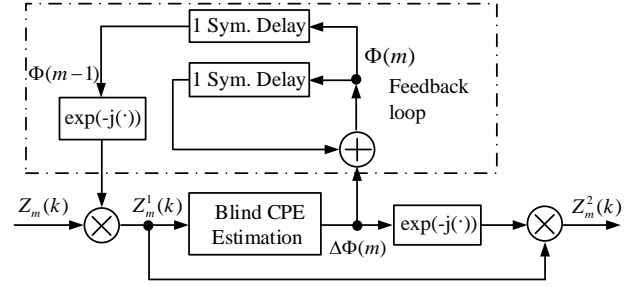 1 Sym. Delay
Φ(m)
Φ(m−1)
1 Sym. Delay
Feedback
loop
exp(-j(·))
+
Z_m(k)
×
Z_m^1(k)
Blind CPE
Estimation
ΔΦ(m)
exp(-j(·))
×
Z_m^2(k)